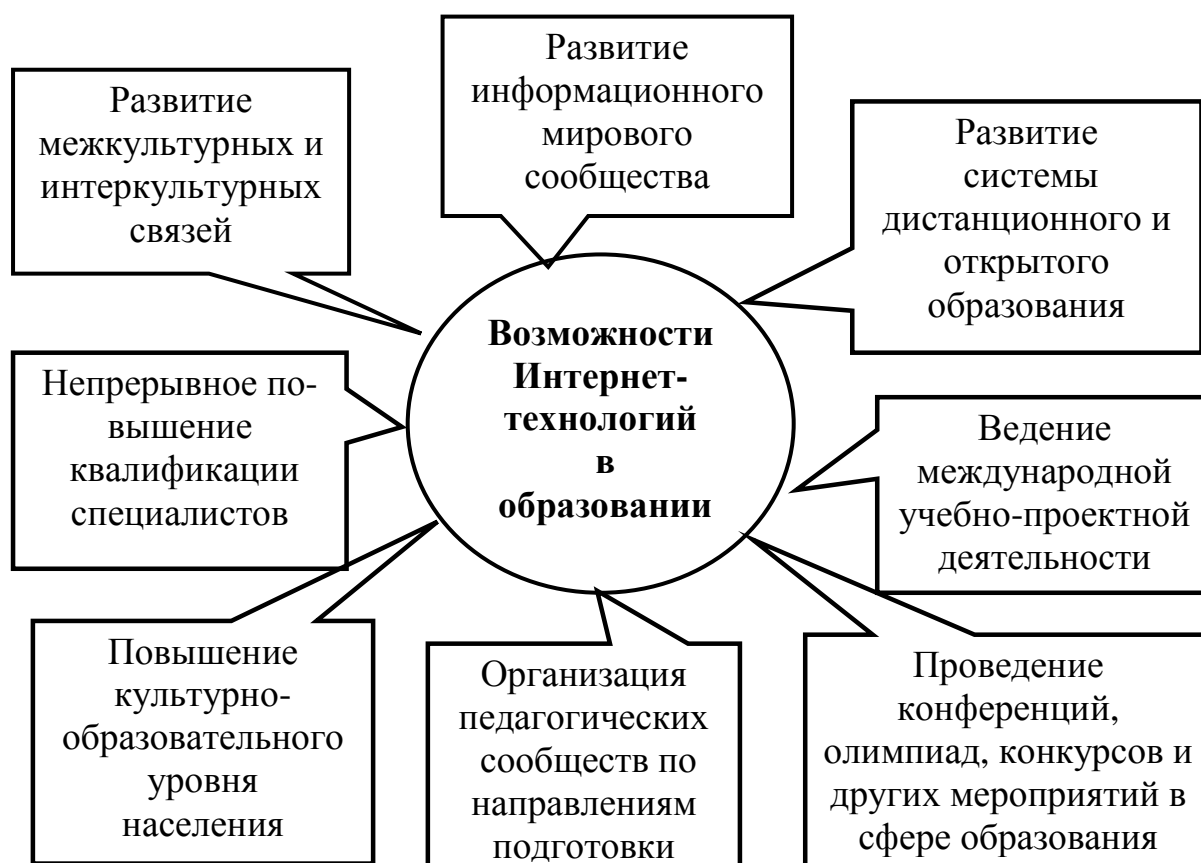 Развитие
информационного
мирового
сообщества
Развитие
межкультурных и
интеркультурных
связей
Развитие
системы
дистанционного и
открытого
образования
Возможности
Интернет-
технологий
в
образовании
Непрерывное по-
вышение
квалификации
специалистов
Ведение
международной
учебно-проектной
деятельности
Повышение
культурно-
образовательного
уровня
населения
Организация
педагогических
сообществ по
направлениям
подготовки
Проведение
конференций,
олимпиад, конкурсов и
других мероприятий в
сфере образования